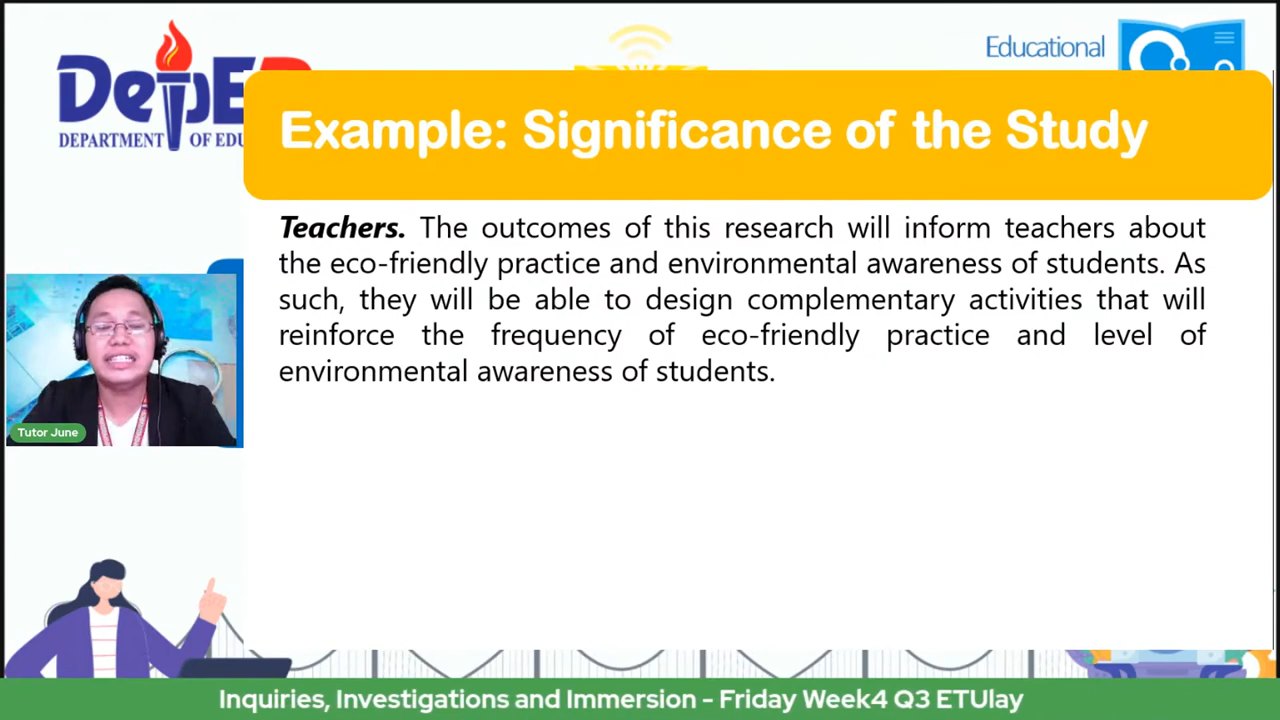 DepE
DEPARTMENT OF EDU
Educational
Example: Significance of the Study
Teachers. The outcomes of this research will inform teachers about
the eco-friendly practice and environmental awareness of students. As
such, they will be able to design complementary activities that will
reinforce the frequency of eco-friendly practice and level of
environmental awareness of students.
Tutor June
Inquiries, Investigations and Immersion - Friday Week4 Q3 ETUlay